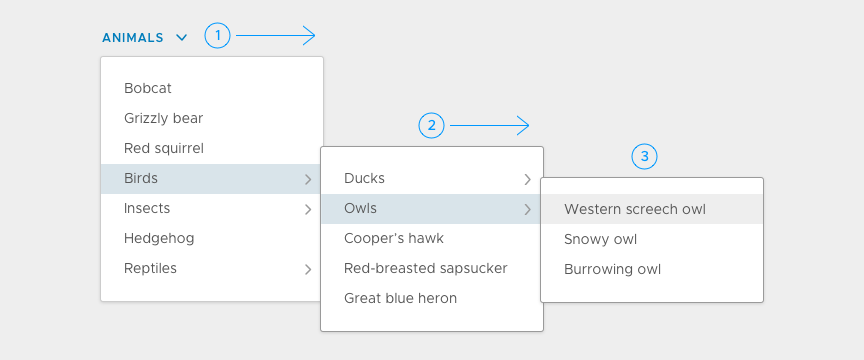 ANIMALS
1
Bobcat
Grizzly bear
Red squirrel
Birds
Insects
Hedgehog
Reptiles
2
Ducks
Owls
Cooper's hawk
Red-breasted sapsucker
Great blue heron
3
Western screech owl
Snowy owl
Burrowing owl